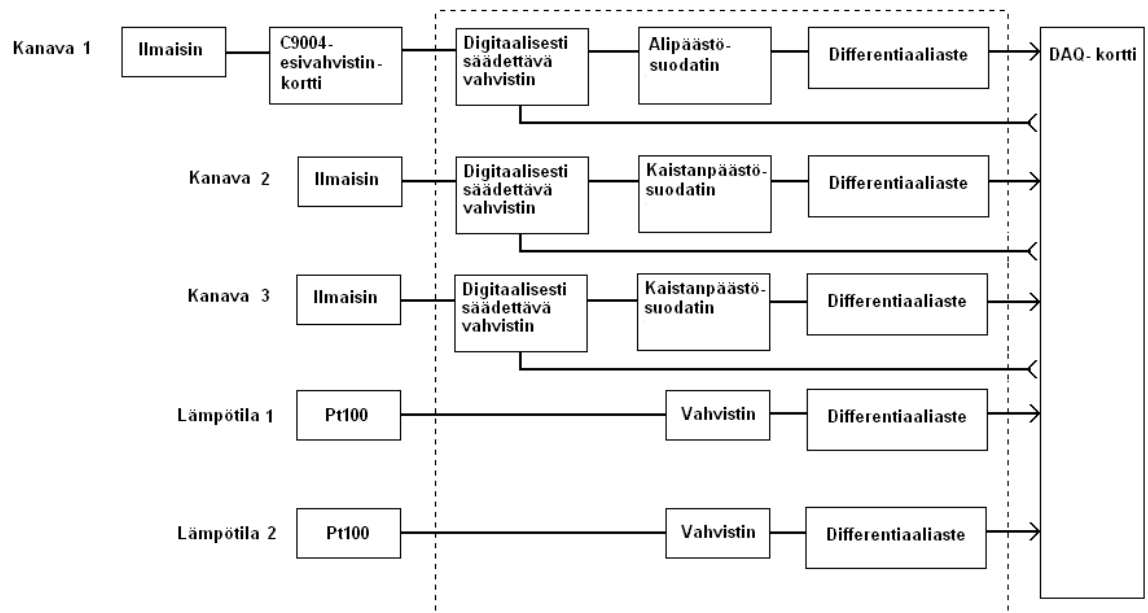 Kanava 1
Ilmaisin
C9004-
esivahvistin-
kortti
Digitaalisesti
säädettävä
vahvistin
Alipäästö-
suodatin
Differentiaaliaste
DAQ- kortti
Kanava 2
Ilmaisin
Digitaalisesti
säädettävä
vahvistin
Kaistanpäästö-
suodatin
Differentiaaliaste
Kanava 3
Ilmaisin
Digitaalisesti
säädettävä
vahvistin
Kaistanpäästö-
suodatin
Differentiaaliaste
Lämpötila 1
Pt100
Vahvistin
Differentiaaliaste
Lämpötila 2
Pt100
Vahvistin
Differentiaaliaste